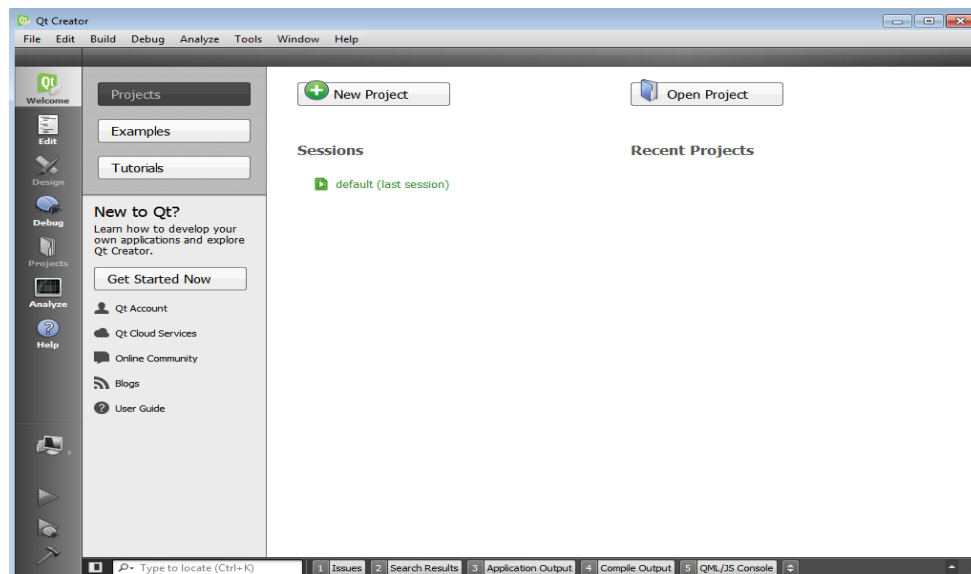 Qt Creator
File Edit Build Debug Analyze Tools Window Help
Qt
Welcome
Edit
Design
Debug
Projects
Analyze
Help
Projects
Examples
Tutorials
New to Qt?
Learn how to develop your
own applications and explore
Qt Creator.
Get Started Now
Qt Account
Qt Cloud Services
Online Community
Blogs
User Guide
New Project
Open Project
Sessions
Recent Projects
default (last session)
Type to locate (Ctrl+K)
1 Issues 2 Search Results 3 Application Output 4 Compile Output 5 QML/JS Console